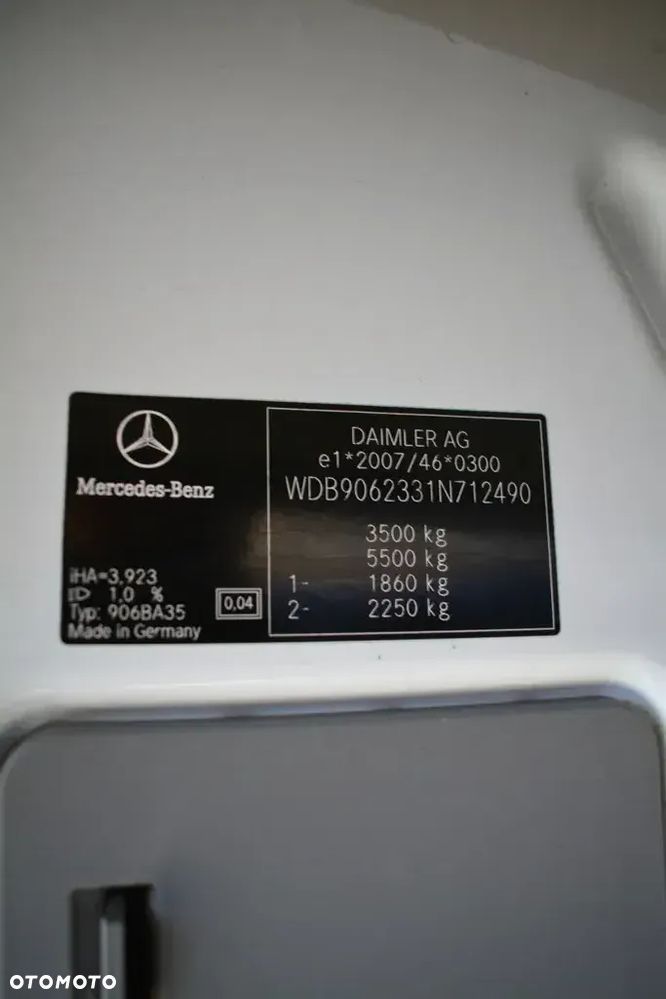 Mercedes-Benz
iHA=3,923
1,0 %
Typ: 906BA35
Made in Germany
0,04
DAIMLER AG
e1*2007/46*0300
WDB9062331N712490
3500 kg
5500 kg
1- 1860 kg
2- 2250 kg
OTOMOTO